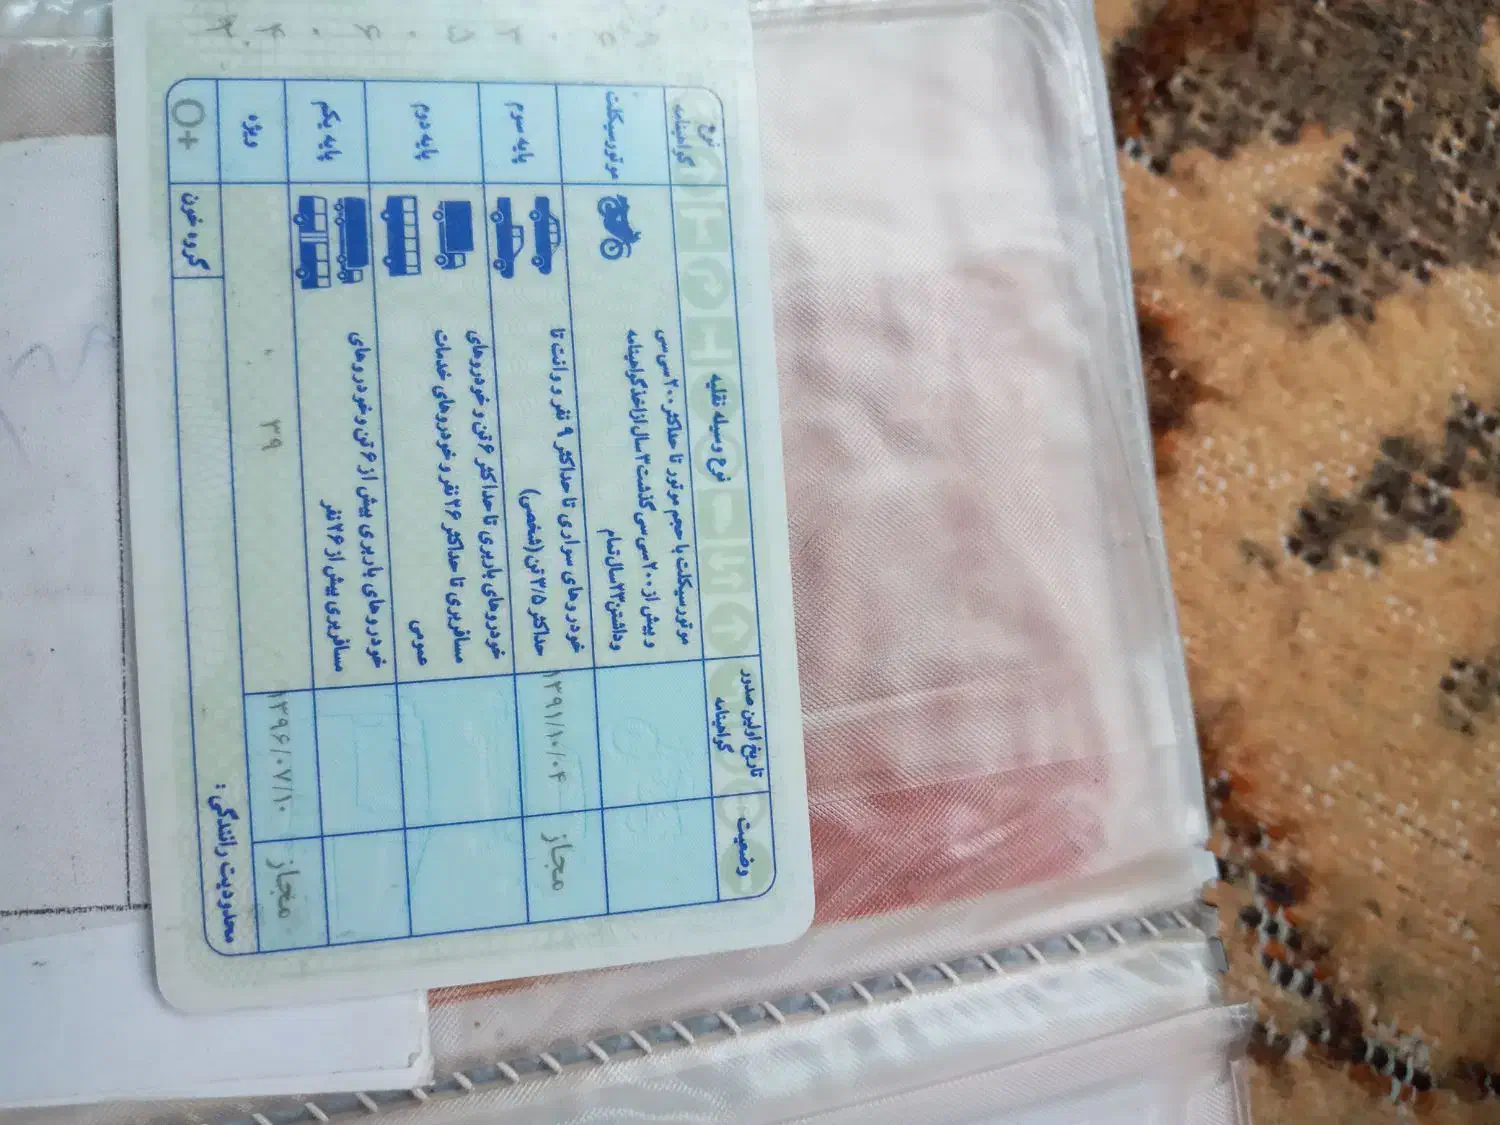 نوع گواهینامه
نوع وسیله نقلیه
تاریخ اولین صدور گواهینامه
وضعیت
موتورسیکلت
موتورسیکلت با حجم موتور تا حداکثر ۲۰۰ سی سی
و بیش از ۲۰۰ سی سی گذشت ۳ سال از اخذ گواهینامه
و داشتن ۲۳ سال تمام
پایه سوم
خودروهای سواری تا حداکثر ۹ نفر و وانت تا
حداکثر ۳/۵ تن (شخصی)
۱۳۹۱/۱۰/۰۴
مجاز
پایه دوم
خودروهای باربری تا حداکثر ۶ تن و خودروهای
مسافربری تا حداکثر ۲۶ نفر و خودروهای خدمات
عمومی
پایه یکم
خودروهای باربری بیش از ۶ تن و خودروهای
مسافربری بیش از ۲۶ نفر
ویژه
۳۹
۱۳۹۶/۰۷/۱۰
مجاز
O+
گروه خون
محدودیت رانندگی :